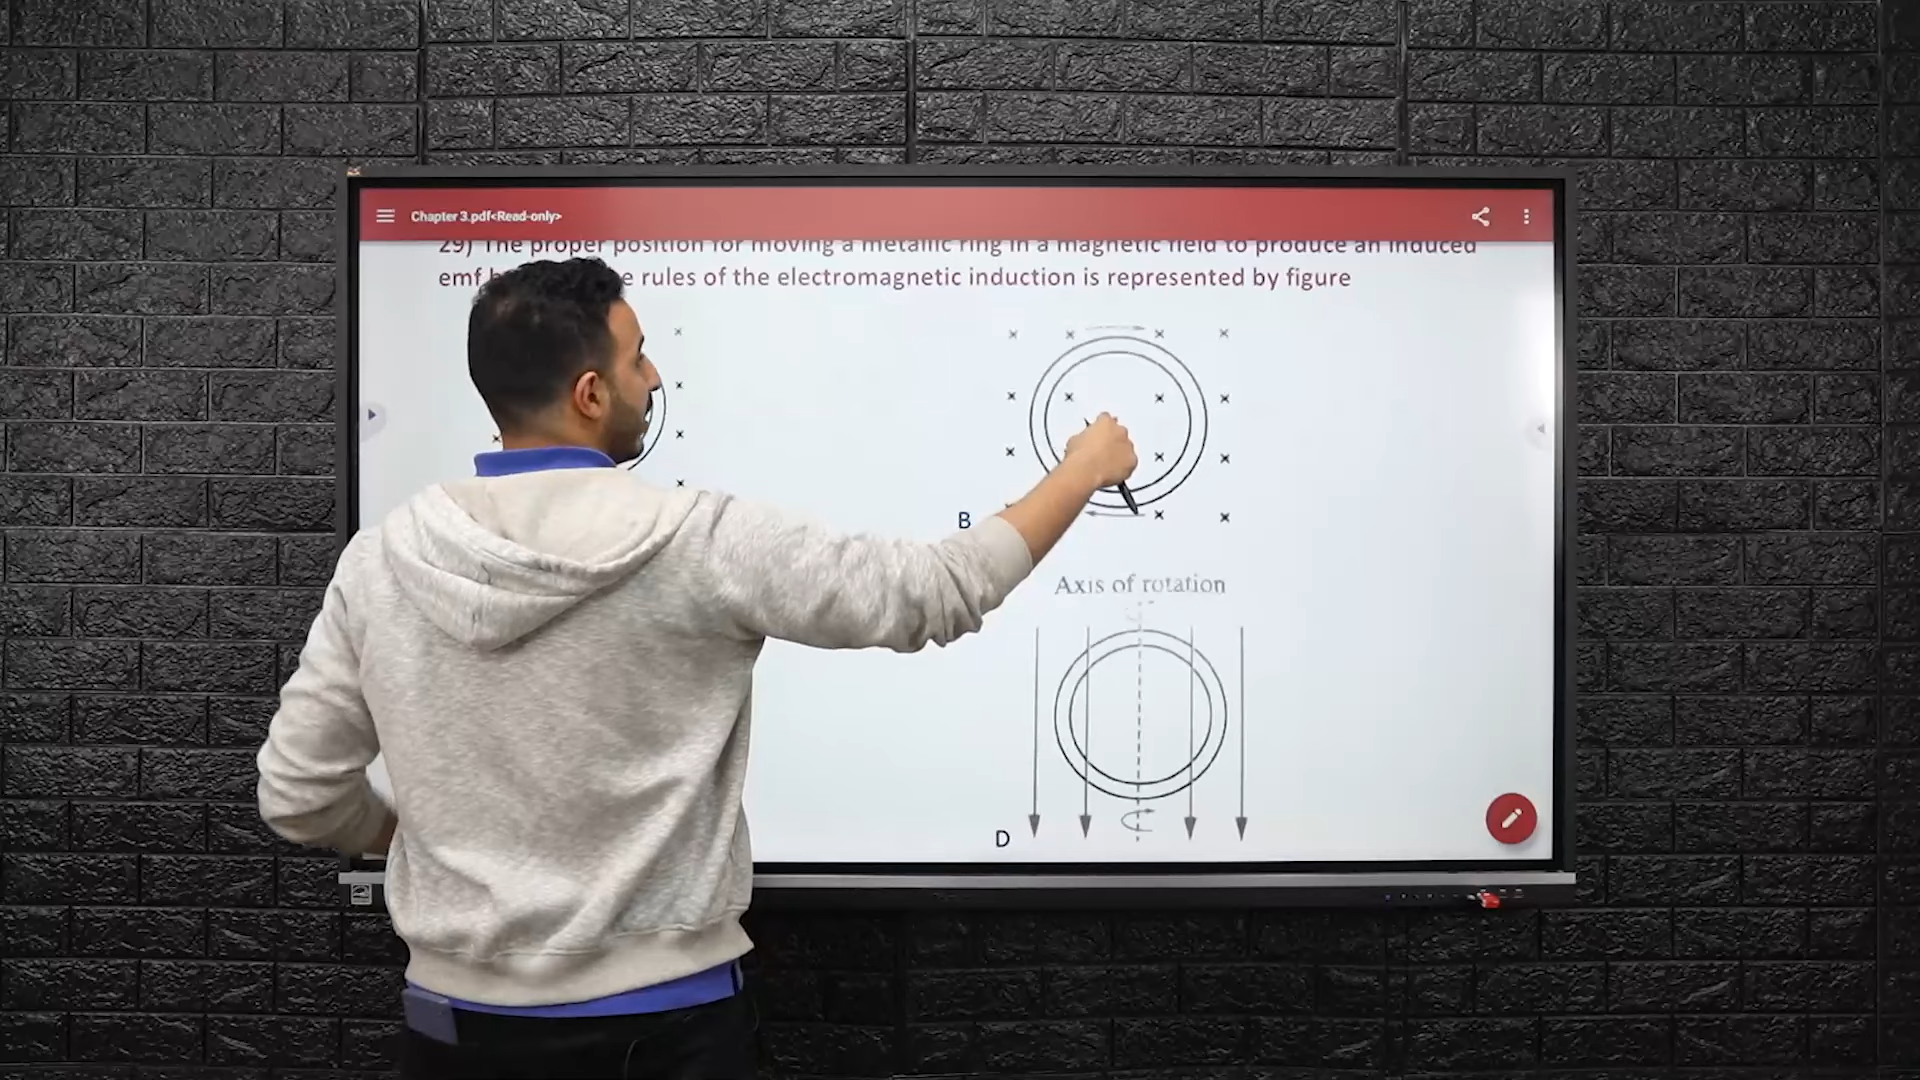 Chapter 3.pdf<Read-only>
29) The proper position for moving a metallic ring in a magnetic field to produce an induced
emf rules of the electromagnetic induction is represented by figure
B
Axis of rotation
D